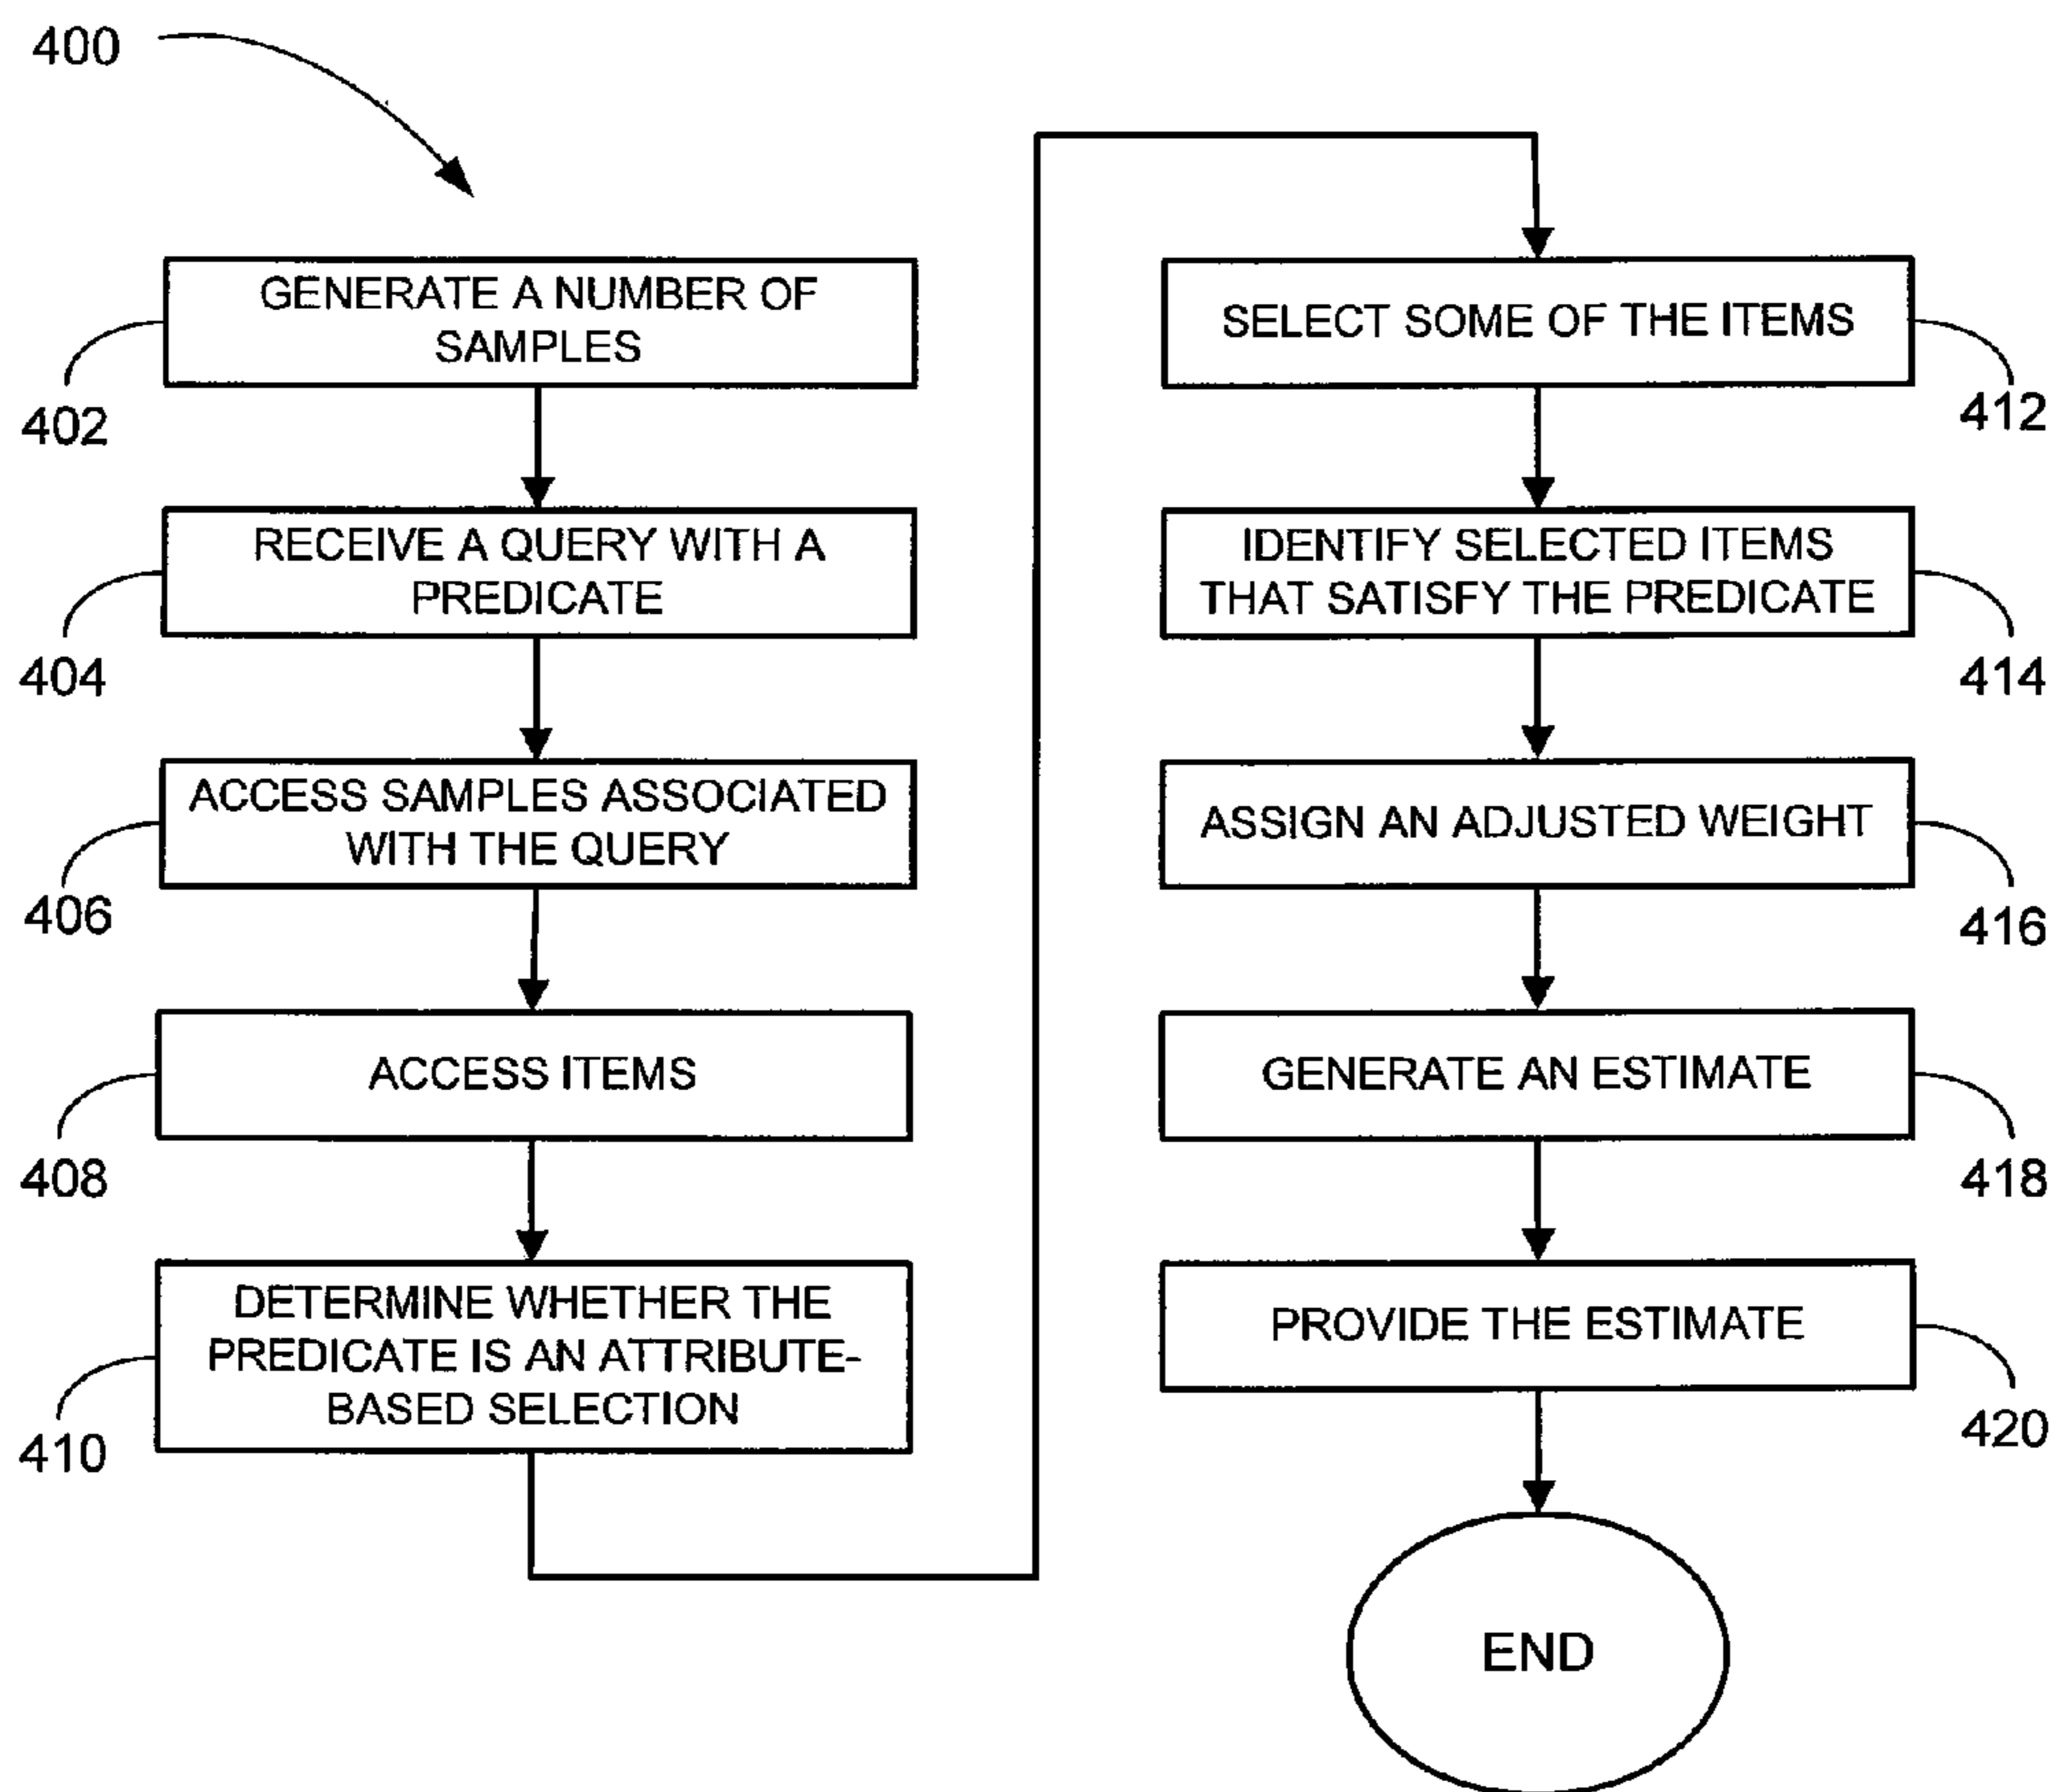 400
GENERATE A NUMBER OF
SAMPLES
402
RECEIVE A QUERY WITH A
PREDICATE
404
ACCESS SAMPLES ASSOCIATED
WITH THE QUERY
406
ACCESS ITEMS
408
DETERMINE WHETHER THE
PREDICATE IS AN ATTRIBUTE-
BASED SELECTION
410
SELECT SOME OF THE ITEMS
412
IDENTIFY SELECTED ITEMS
THAT SATISFY THE PREDICATE
414
ASSIGN AN ADJUSTED WEIGHT
416
GENERATE AN ESTIMATE
418
PROVIDE THE ESTIMATE
420
END